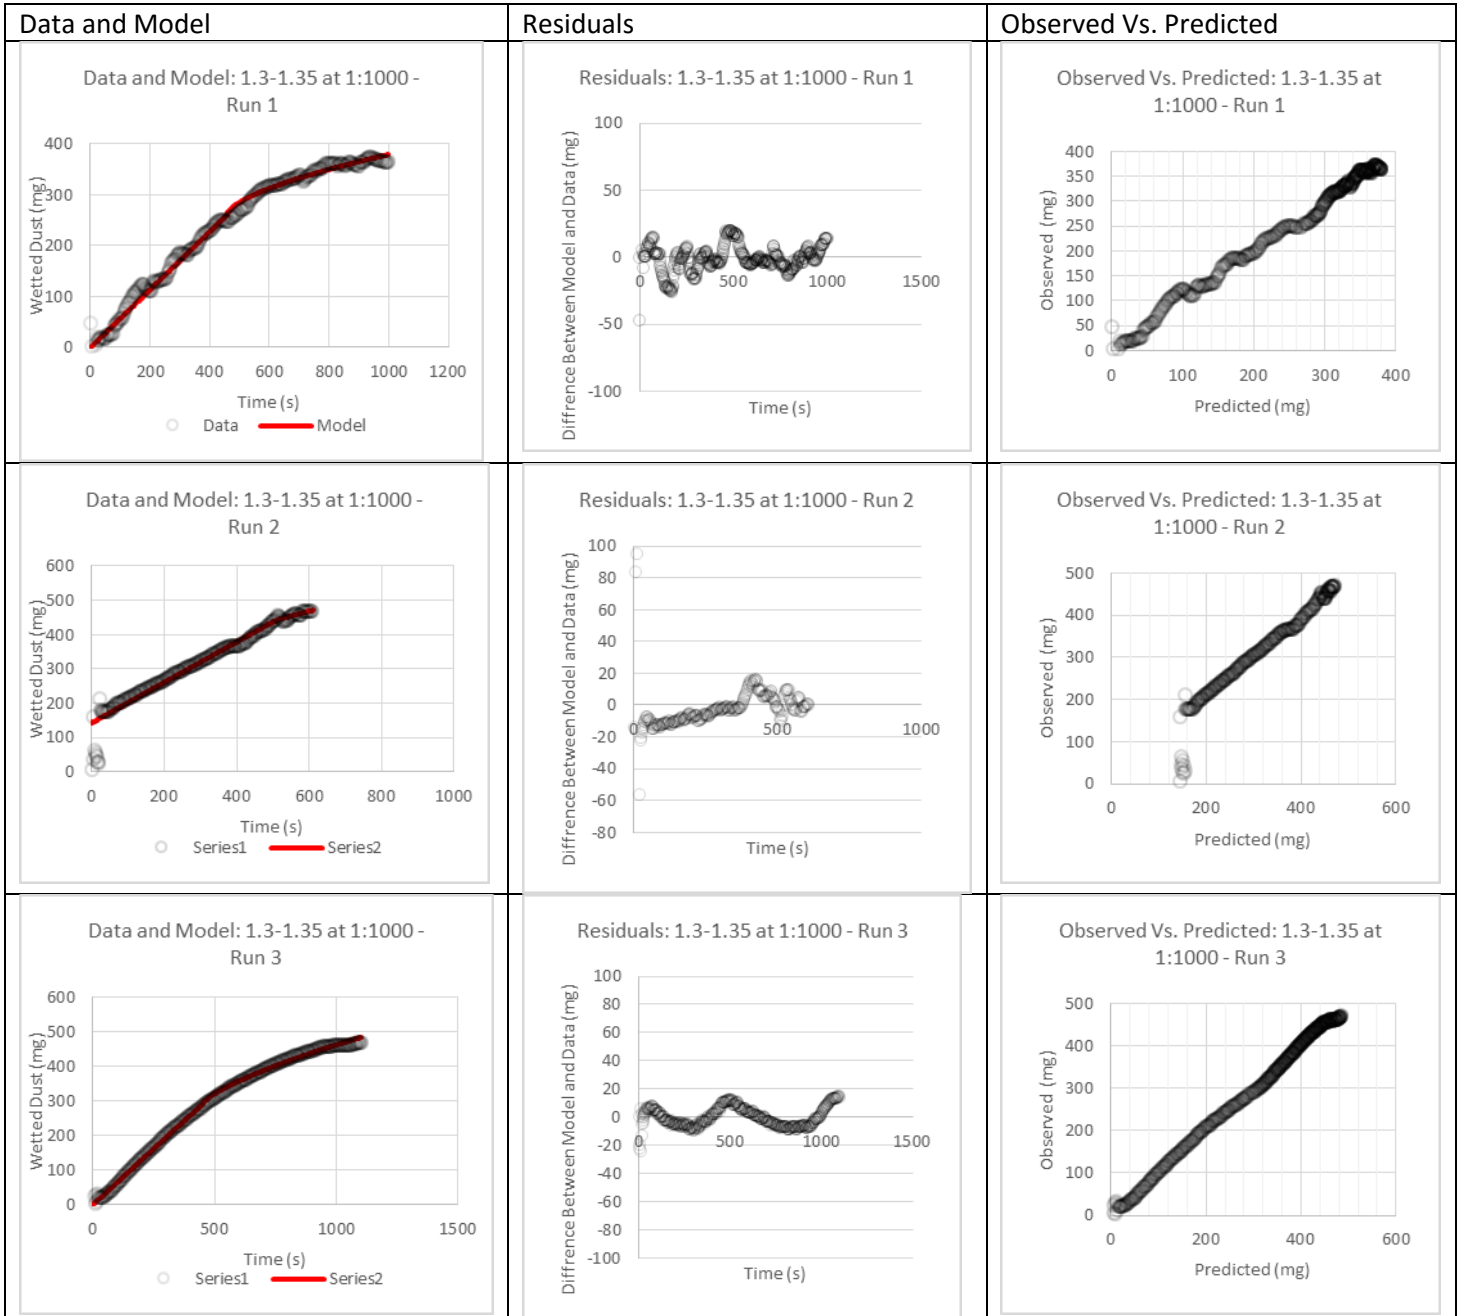 Data and Model
Residuals
Observed Vs. Predicted
Data and Model: 1.3-1.35 at 1:1000 -
Run 1
Wetted Dust (mg)
400
300
200
100
0
0 200 400 600 800 1000 1200
Time (s)
Data Model
Residuals: 1.3-1.35 at 1:1000 - Run 1
Diffrence Between Model and Data (mg)
100
50
0
-50
-100
0 500 1000 1500
Time (s)
Observed Vs. Predicted: 1.3-1.35 at
1:1000 - Run 1
Observed (mg)
400
350
300
250
200
150
100
50
0
0 100 200 300 400
Predicted (mg)
Data and Model: 1.3-1.35 at 1:1000 -
Run 2
Wetted Dust (mg)
600
500
400
300
200
100
0
0 200 400 600 800 1000
Time (s)
Series1 Series2
Residuals: 1.3-1.35 at 1:1000 - Run 2
Diffrence Between Model and Data (mg)
100
80
60
40
20
0
-20
-40
-60
-80
0 500 1000
Time (s)
Observed Vs. Predicted: 1.3-1.35 at
1:1000 - Run 2
Observed (mg)
500
400
300
200
100
0
0 200 400 600
Predicted (mg)
Data and Model: 1.3-1.35 at 1:1000 -
Run 3
Wetted Dust (mg)
600
500
400
300
200
100
0
0 500 1000 1500
Time (s)
Series1 Series2
Residuals: 1.3-1.35 at 1:1000 - Run 3
Diffrence Between Model and Data (mg)
100
80
60
40
20
0
-20
-40
-60
-80
-100
0 500 1000 1500
Time (s)
Observed Vs. Predicted: 1.3-1.35 at
1:1000 - Run 3
Observed (mg)
500
400
300
200
100
0
0 200 400 600
Predicted (mg)